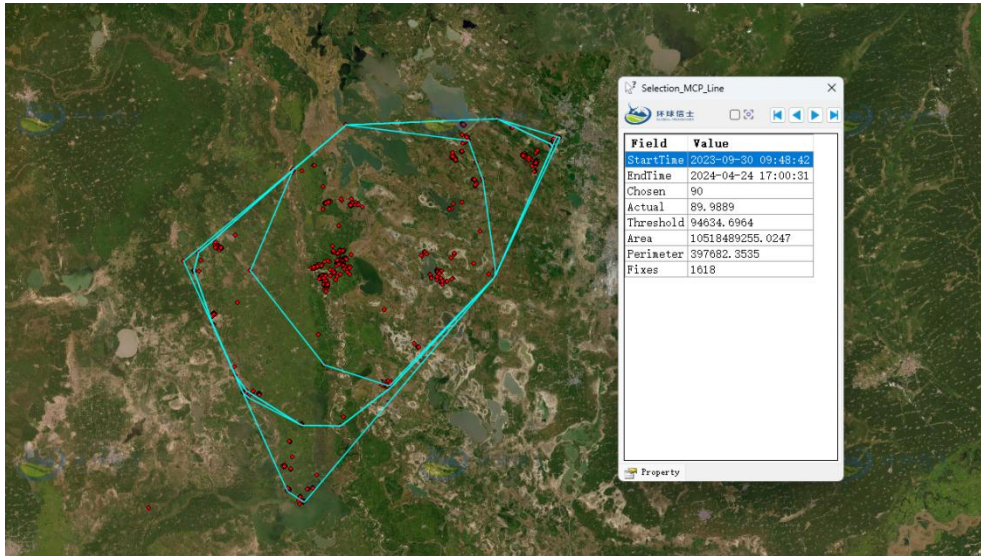 Selection_MCP_Line
环球信士
Field Value
StartTime 2023-09-30 09:48:42
EndTime 2024-04-24 17:00:31
Chosen 90
Actual 89.9889
Threshold 94634.6964
Area 10518489255.0247
Perimeter 397682.3535
Fixes 1618
Property